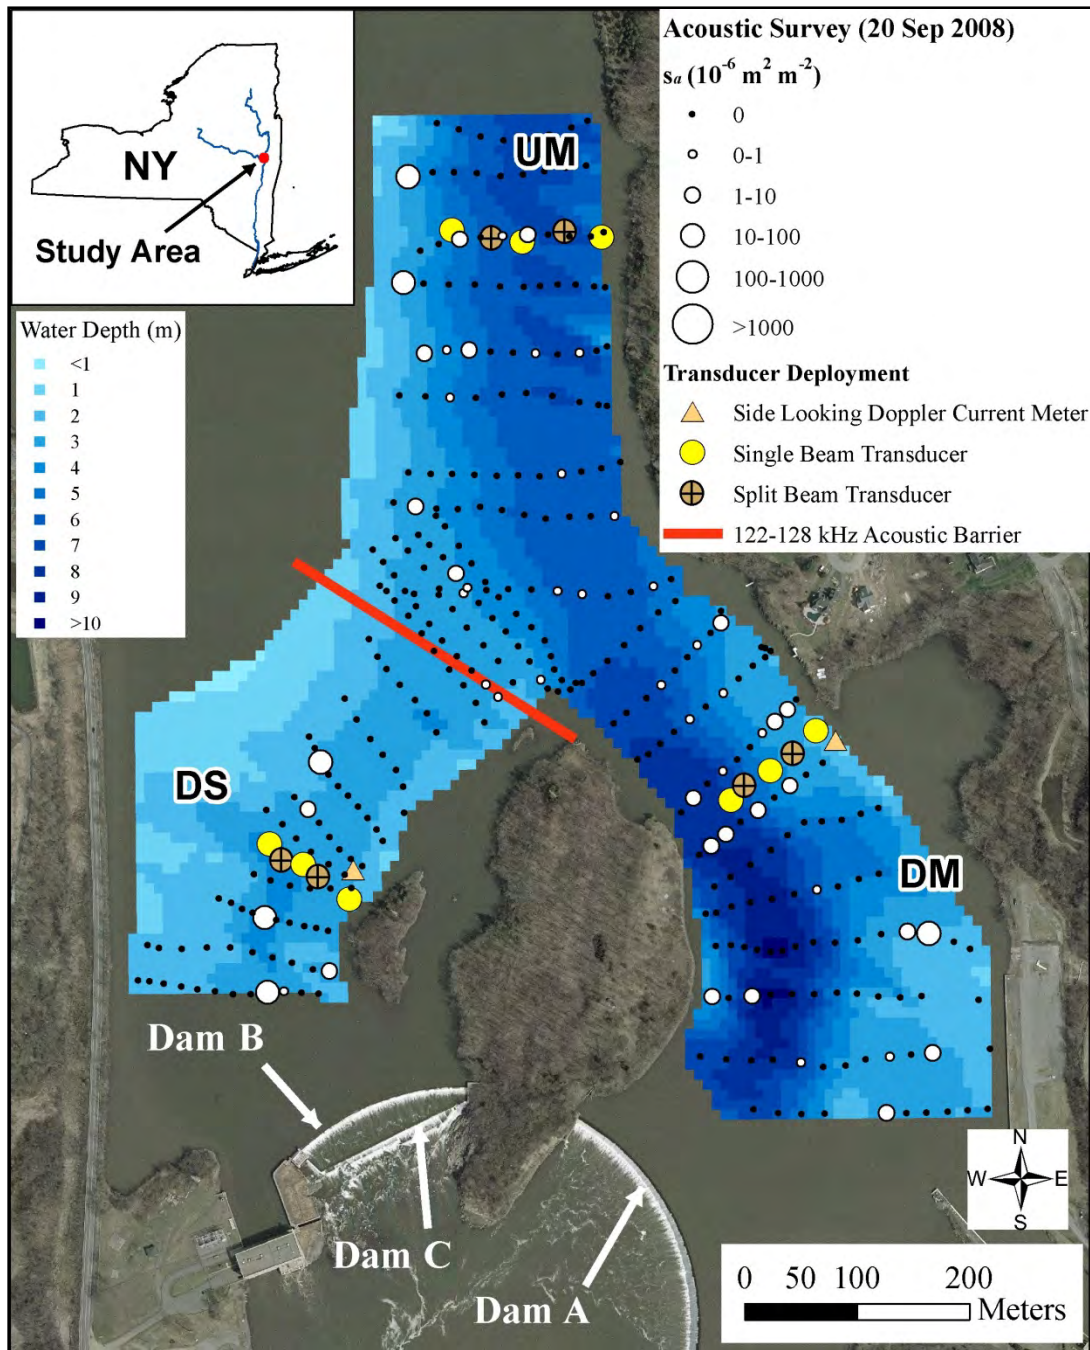 NY
Study Area
Water Depth (m)
<1
1
2
3
4
5
6
7
8
9
>10
UM
DS
DM
Acoustic Survey (20 Sep 2008)
sa (10⁻⁶ m² m⁻²)
0
0-1
1-10
10-100
100-1000
>1000
Transducer Deployment
Side Looking Doppler Current Meter
Single Beam Transducer
Split Beam Transducer
122-128 kHz Acoustic Barrier
Dam B
Dam C
Dam A
N
W E
S
0 50 100 200
Meters